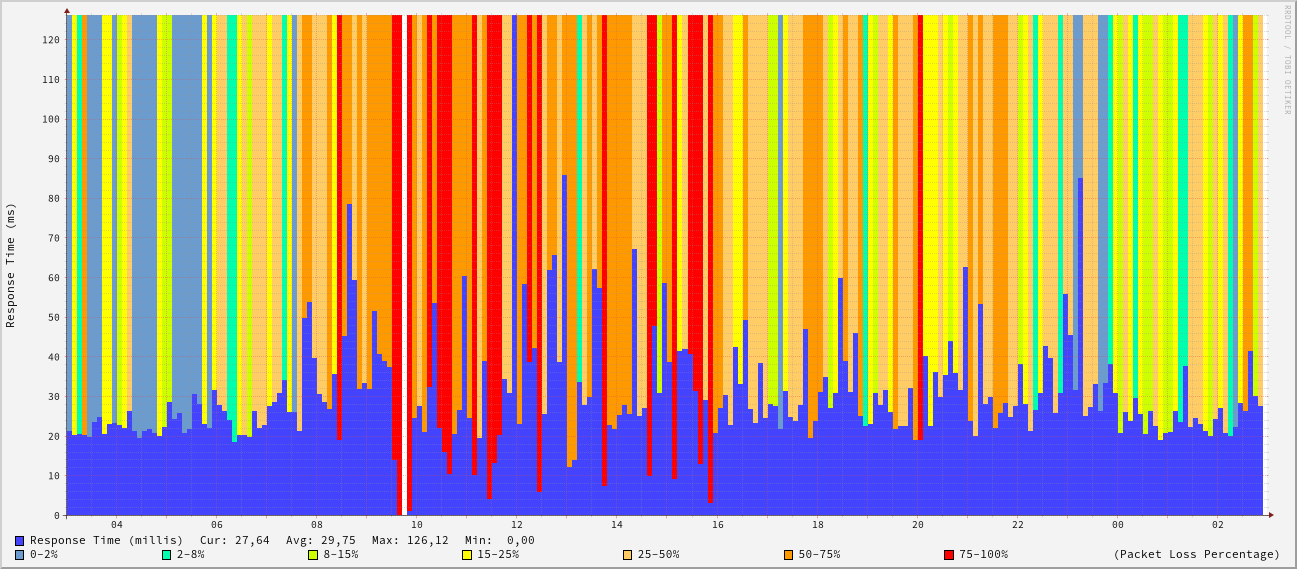 RRDTOOL / TOBI OETIKER
Response Time (ms)
120
110
100
90
80
70
60
50
40
30
20
10
0
04 06 08 10 12 14 16 18 20 22 00 02
Response Time (millis) Cur: 27,64 Avg: 29,75 Max: 126,12 Min: 0,00
0-2% 2-8% 8-15% 15-25% 25-50% 50-75% 75-100% (Packet Loss Percentage)